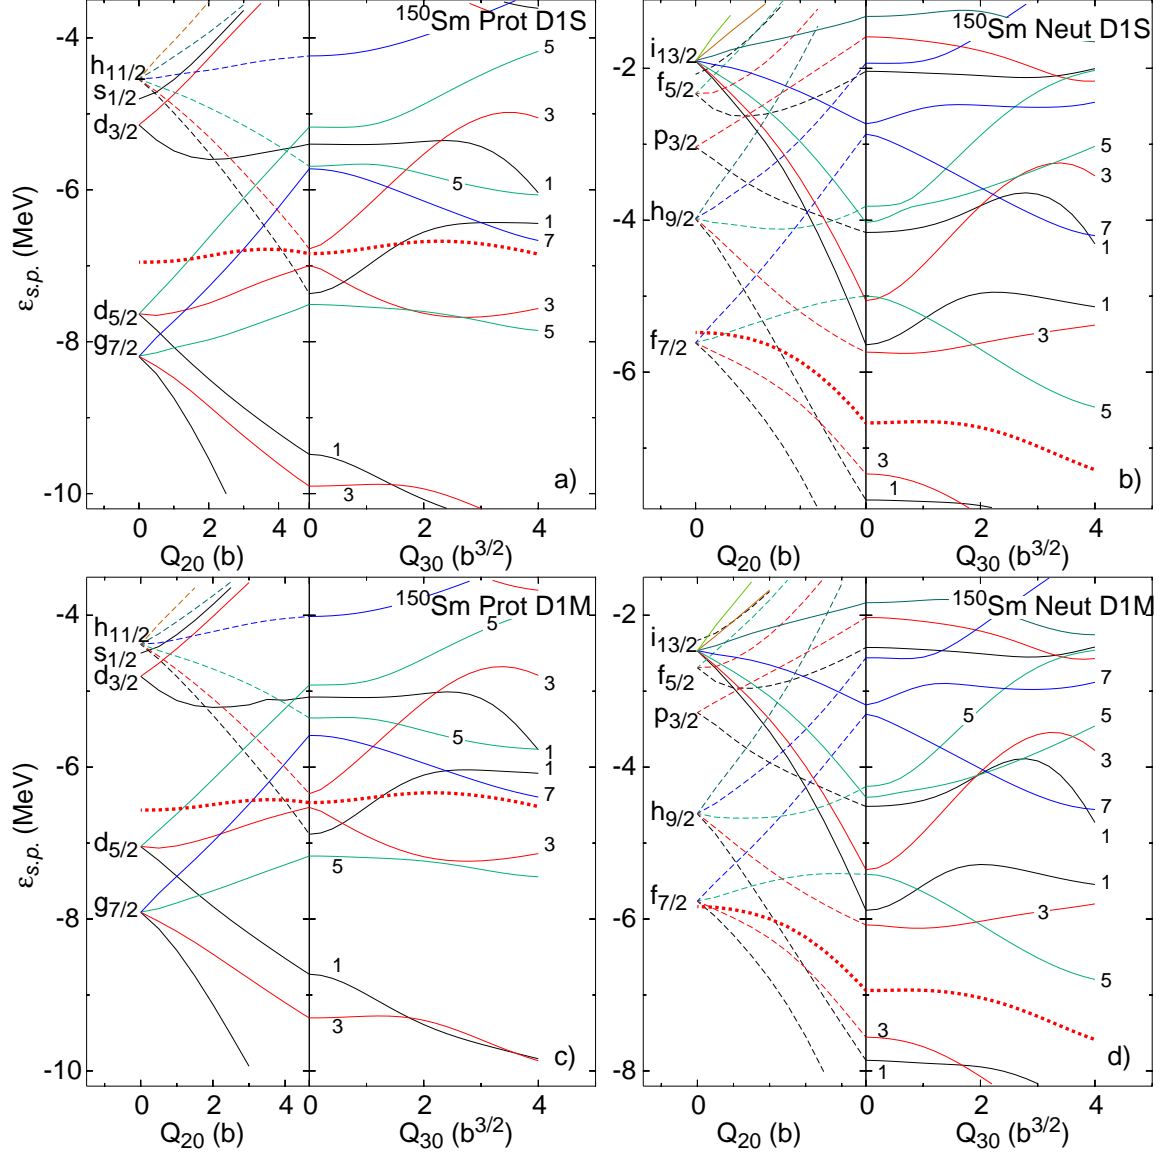 150Sm Prot D1S
-4
-6
-8
-10
εs.p. (MeV)
h11/2
s1/2
d3/2
d5/2
g7/2
5
3
5
1
1
7
3
5
1
3
a)
0 2 4 0 2 4
Q20 (b) Q30 (b3/2)
150Sm Neut D1S
-2
-4
-6
i13/2
f5/2
p3/2
h9/2
f7/2
5
3
7
1
1
3
5
3
1
b)
0 2 4
0 2 4
Q20 (b) Q30 (b3/2)
150Sm Prot D1M
-4
-6
-8
-10
εs.p. (MeV)
h11/2
s1/2
d3/2
d5/2
g7/2
5
3
5
1
7
3
5
1
3
c)
0 2 4 0 2 4
Q20 (b) Q30 (b3/2)
150Sm Neut D1M
-2
-4
-6
-8
i13/2
f5/2
p3/2
h9/2
f7/2
7
5
5
3
7
1
1
3
5
3
1
d)
0 2 4
0 2 4
Q20 (b) Q30 (b3/2)